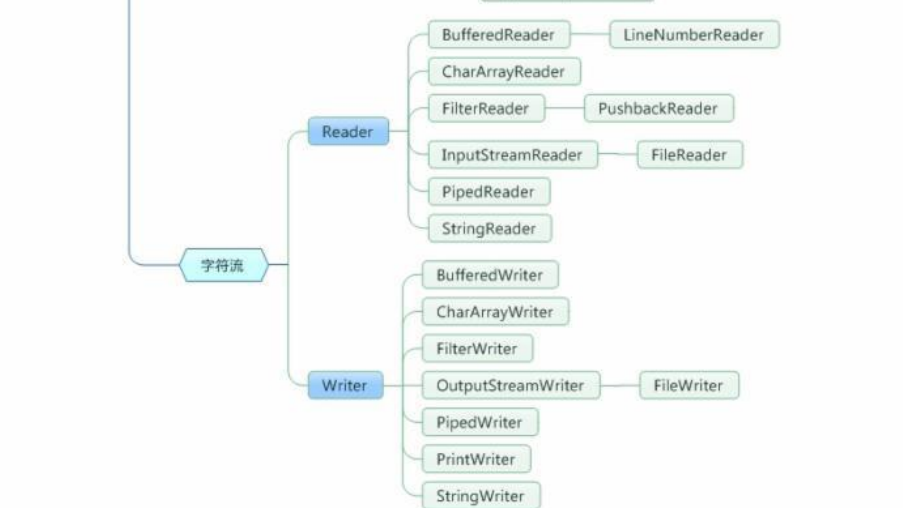 BufferedReader
LineNumberReader
CharArrayReader
FilterReader
PushbackReader
Reader
InputStreamReader
FileReader
PipedReader
StringReader
字符流
BufferedWriter
CharArrayWriter
FilterWriter
Writer
OutputStreamWriter
FileWriter
PipedWriter
PrintWriter
StringWriter